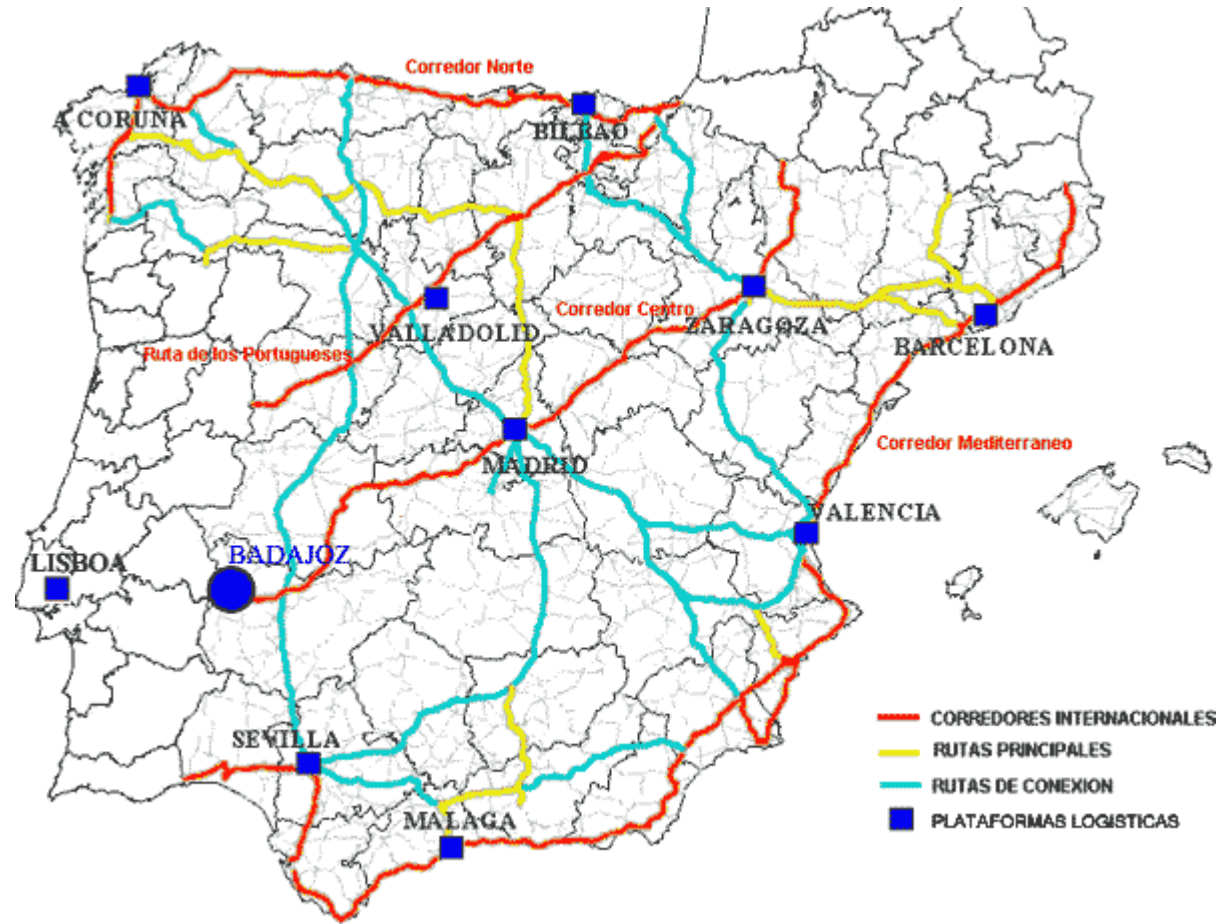 Corredor Norte
A CORUNA
BILBAO
Corredor Centro
VALLADOLID
ZARAGOZA
Ruta de los Portugueses
BARCELONA
Corredor Mediterraneo
MADRID
VALENCIA
BADAJOZ
LISBOA
SEVILLA
MALAGA
CORREDORES INTERNACIONALES
RUTAS PRINCIPALES
RUTAS DE CONEXION
PLATAFORMAS LOGISTICAS